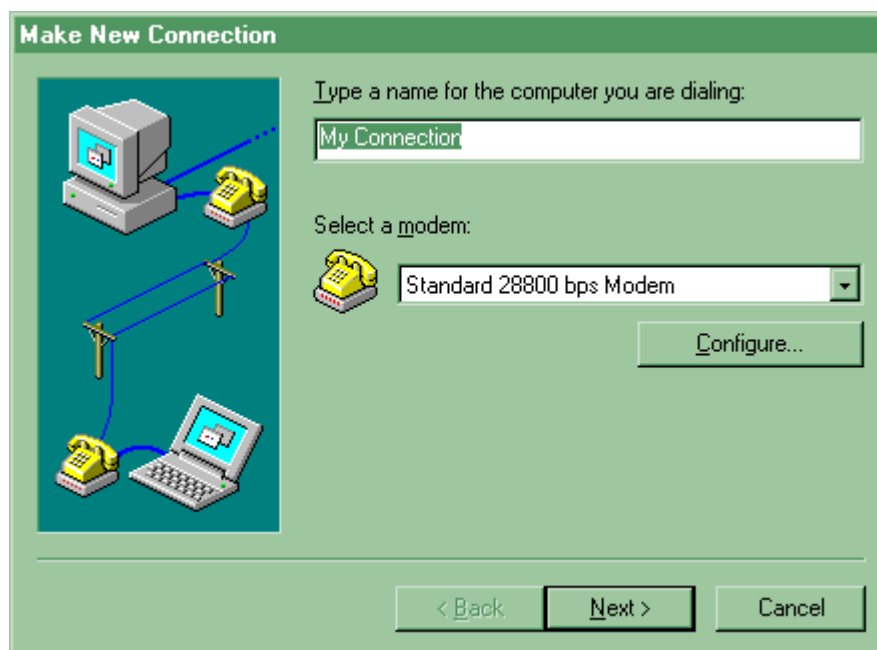 Make New Connection
Type a name for the computer you are dialing:
My Connection
Select a modem:
Standard 28800 bps Modem
Configure...
< Back
Next >
Cancel